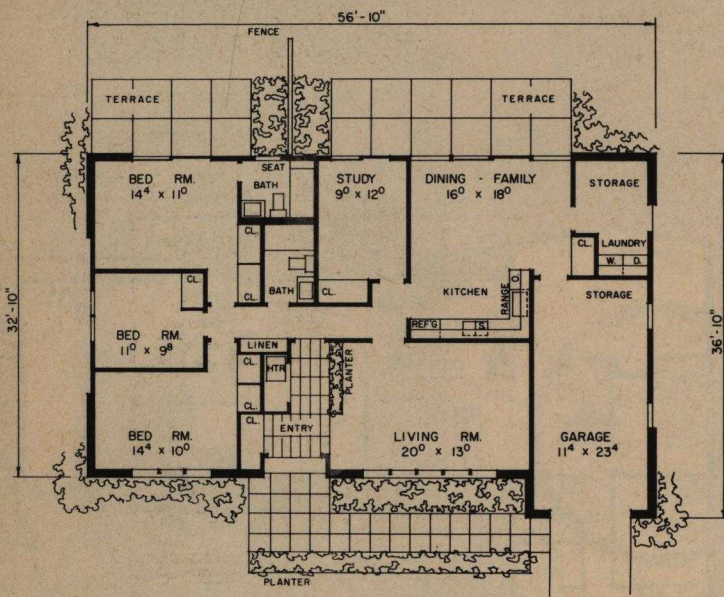 56'-10"
FENCE
TERRACE
TERRACE
BED RM.
14⁴ x 11⁰
SEAT
BATH
STUDY
9⁰ x 12⁰
DINING - FAMILY
16⁰ x 18⁰
STORAGE
CL.
CL.
LAUNDRY
W. D.
CL.
CL.
BATH
CL.
KITCHEN
RANGE
STORAGE
32'-10"
36'-10"
BED RM.
11⁰ x 9⁸
REF'G
S.
LINEN
CL.
HTR
PLANTER
CL.
CL.
ENTRY
BED RM.
14⁴ x 10⁰
LIVING RM.
20⁰ x 13⁰
GARAGE
11⁴ x 23⁴
PLANTER